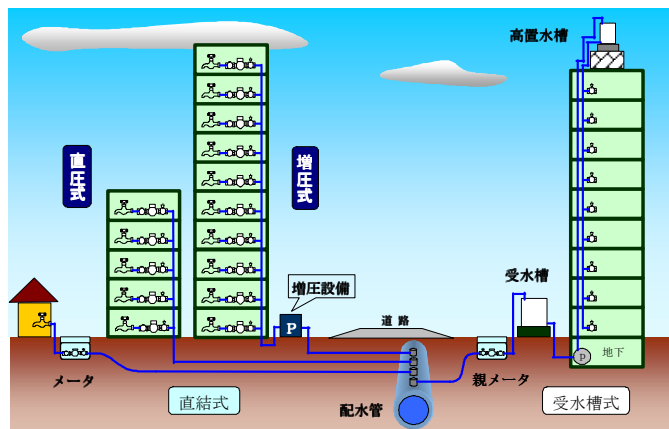 高置水槽
直圧式
増圧式
増圧設備
P
道路
受水槽
P
地下
メータ
親メータ
直結式
配水管
受水槽式